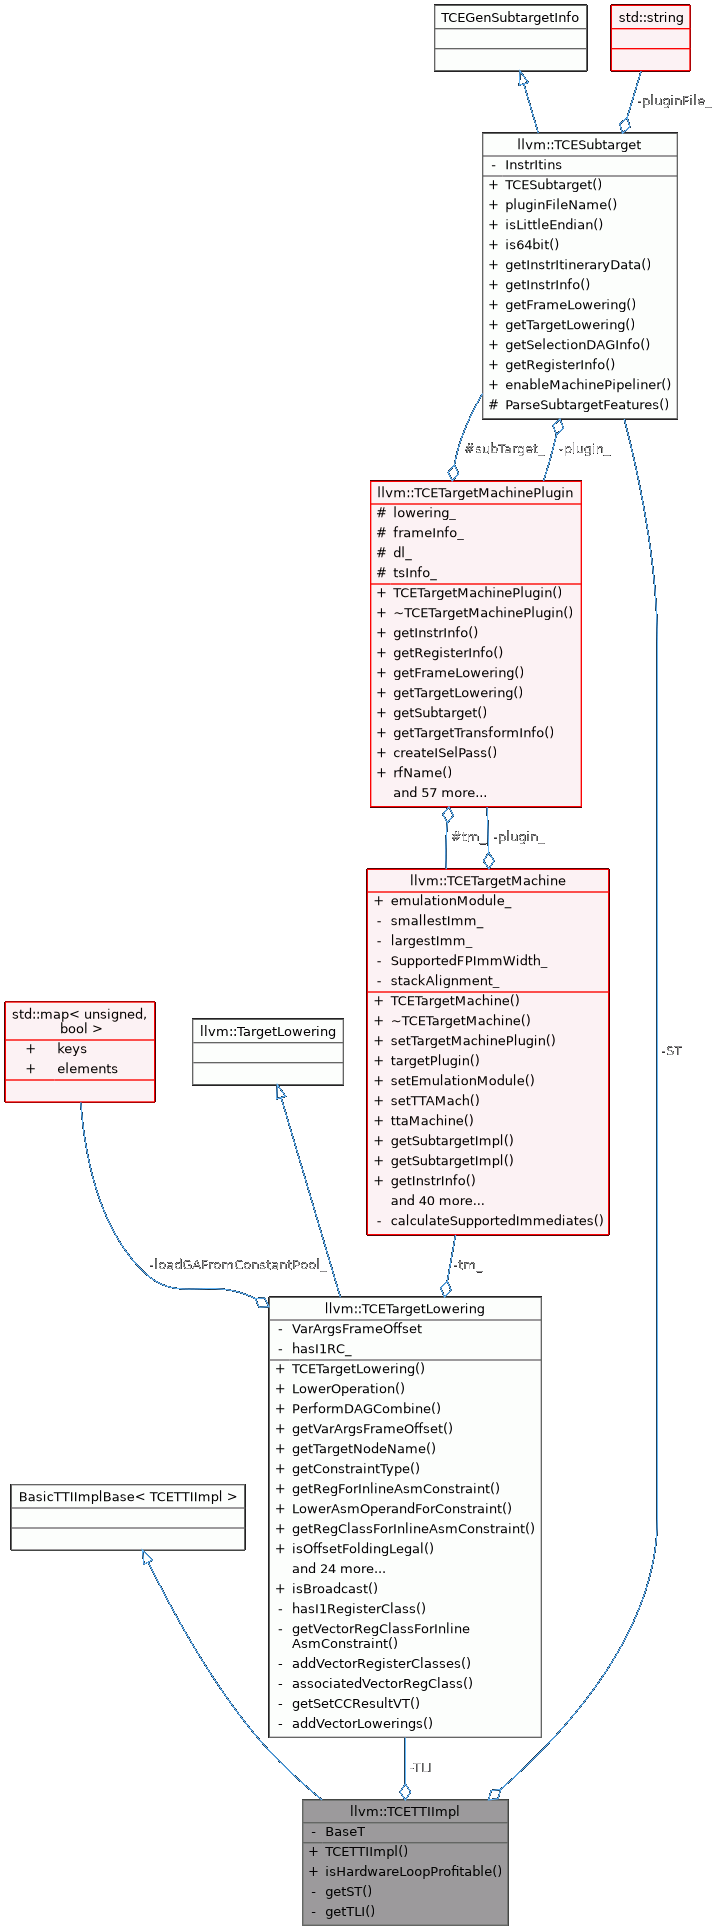 TCEGenSubtargetInfo
std::string
-pluginFile_
llvm::TCESubtarget
- InstrItins
+ TCESubtarget()
+ pluginFileName()
+ isLittleEndian()
+ is64bit()
+ getInstrItineraryData()
+ getInstrInfo()
+ getFrameLowering()
+ getTargetLowering()
+ getSelectionDAGInfo()
+ getRegisterInfo()
+ enableMachinePipeliner()
# ParseSubtargetFeatures()
#subTarget_
-plugin_
llvm::TCETargetMachinePlugin
# lowering_
# frameInfo_
# dl_
# tsInfo_
+ TCETargetMachinePlugin()
+ ~TCETargetMachinePlugin()
+ getInstrInfo()
+ getRegisterInfo()
+ getFrameLowering()
+ getTargetLowering()
+ getSubtarget()
+ getTargetTransformInfo()
+ createISelPass()
+ rfName()
and 57 more...
#tm_
-plugin_
llvm::TCETargetMachine
+ emulationModule_
- smallestImm_
- largestImm_
- SupportedFPImmWidth_
- stackAlignment_
+ TCETargetMachine()
+ ~TCETargetMachine()
+ setTargetMachinePlugin()
+ targetPlugin()
+ setEmulationModule()
+ setTTAMach()
+ ttaMachine()
+ getSubtargetImpl()
+ getSubtargetImpl()
+ getInstrInfo()
and 40 more...
- calculateSupportedImmediates()
std::map< unsigned,
bool >
+ keys
+ elements
llvm::TargetLowering
-ST
-loadGAFromConstantPool_
-tm_
llvm::TCETargetLowering
- VarArgsFrameOffset
- hasI1RC_
+ TCETargetLowering()
+ LowerOperation()
+ PerformDAGCombine()
+ getVarArgsFrameOffset()
+ getTargetNodeName()
+ getConstraintType()
+ getRegForInlineAsmConstraint()
+ LowerAsmOperandForConstraint()
+ getRegClassForInlineAsmConstraint()
+ isOffsetFoldingLegal()
and 24 more...
+ isBroadcast()
- hasI1RegisterClass()
- getVectorRegClassForInline
AsmConstraint()
- addVectorRegisterClasses()
- associatedVectorRegClass()
- getSetCCResultVT()
- addVectorLowerings()
BasicTTIImplBase< TCETTIImpl >
-TLI
llvm::TCETTIImpl
- BaseT
+ TCETTIImpl()
+ isHardwareLoopProfitable()
- getST()
- getTLI()